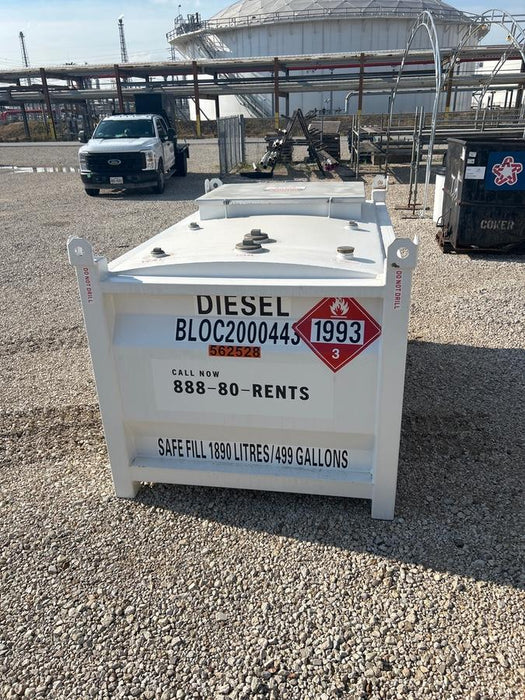 DO NOT DRILL
DO NOT DRILL
DIESEL
BLOC2000443
562528
1993
3
CALL NOW
888-80-RENTS
SAFE FILL 1890 LITRES/499 GALLONS